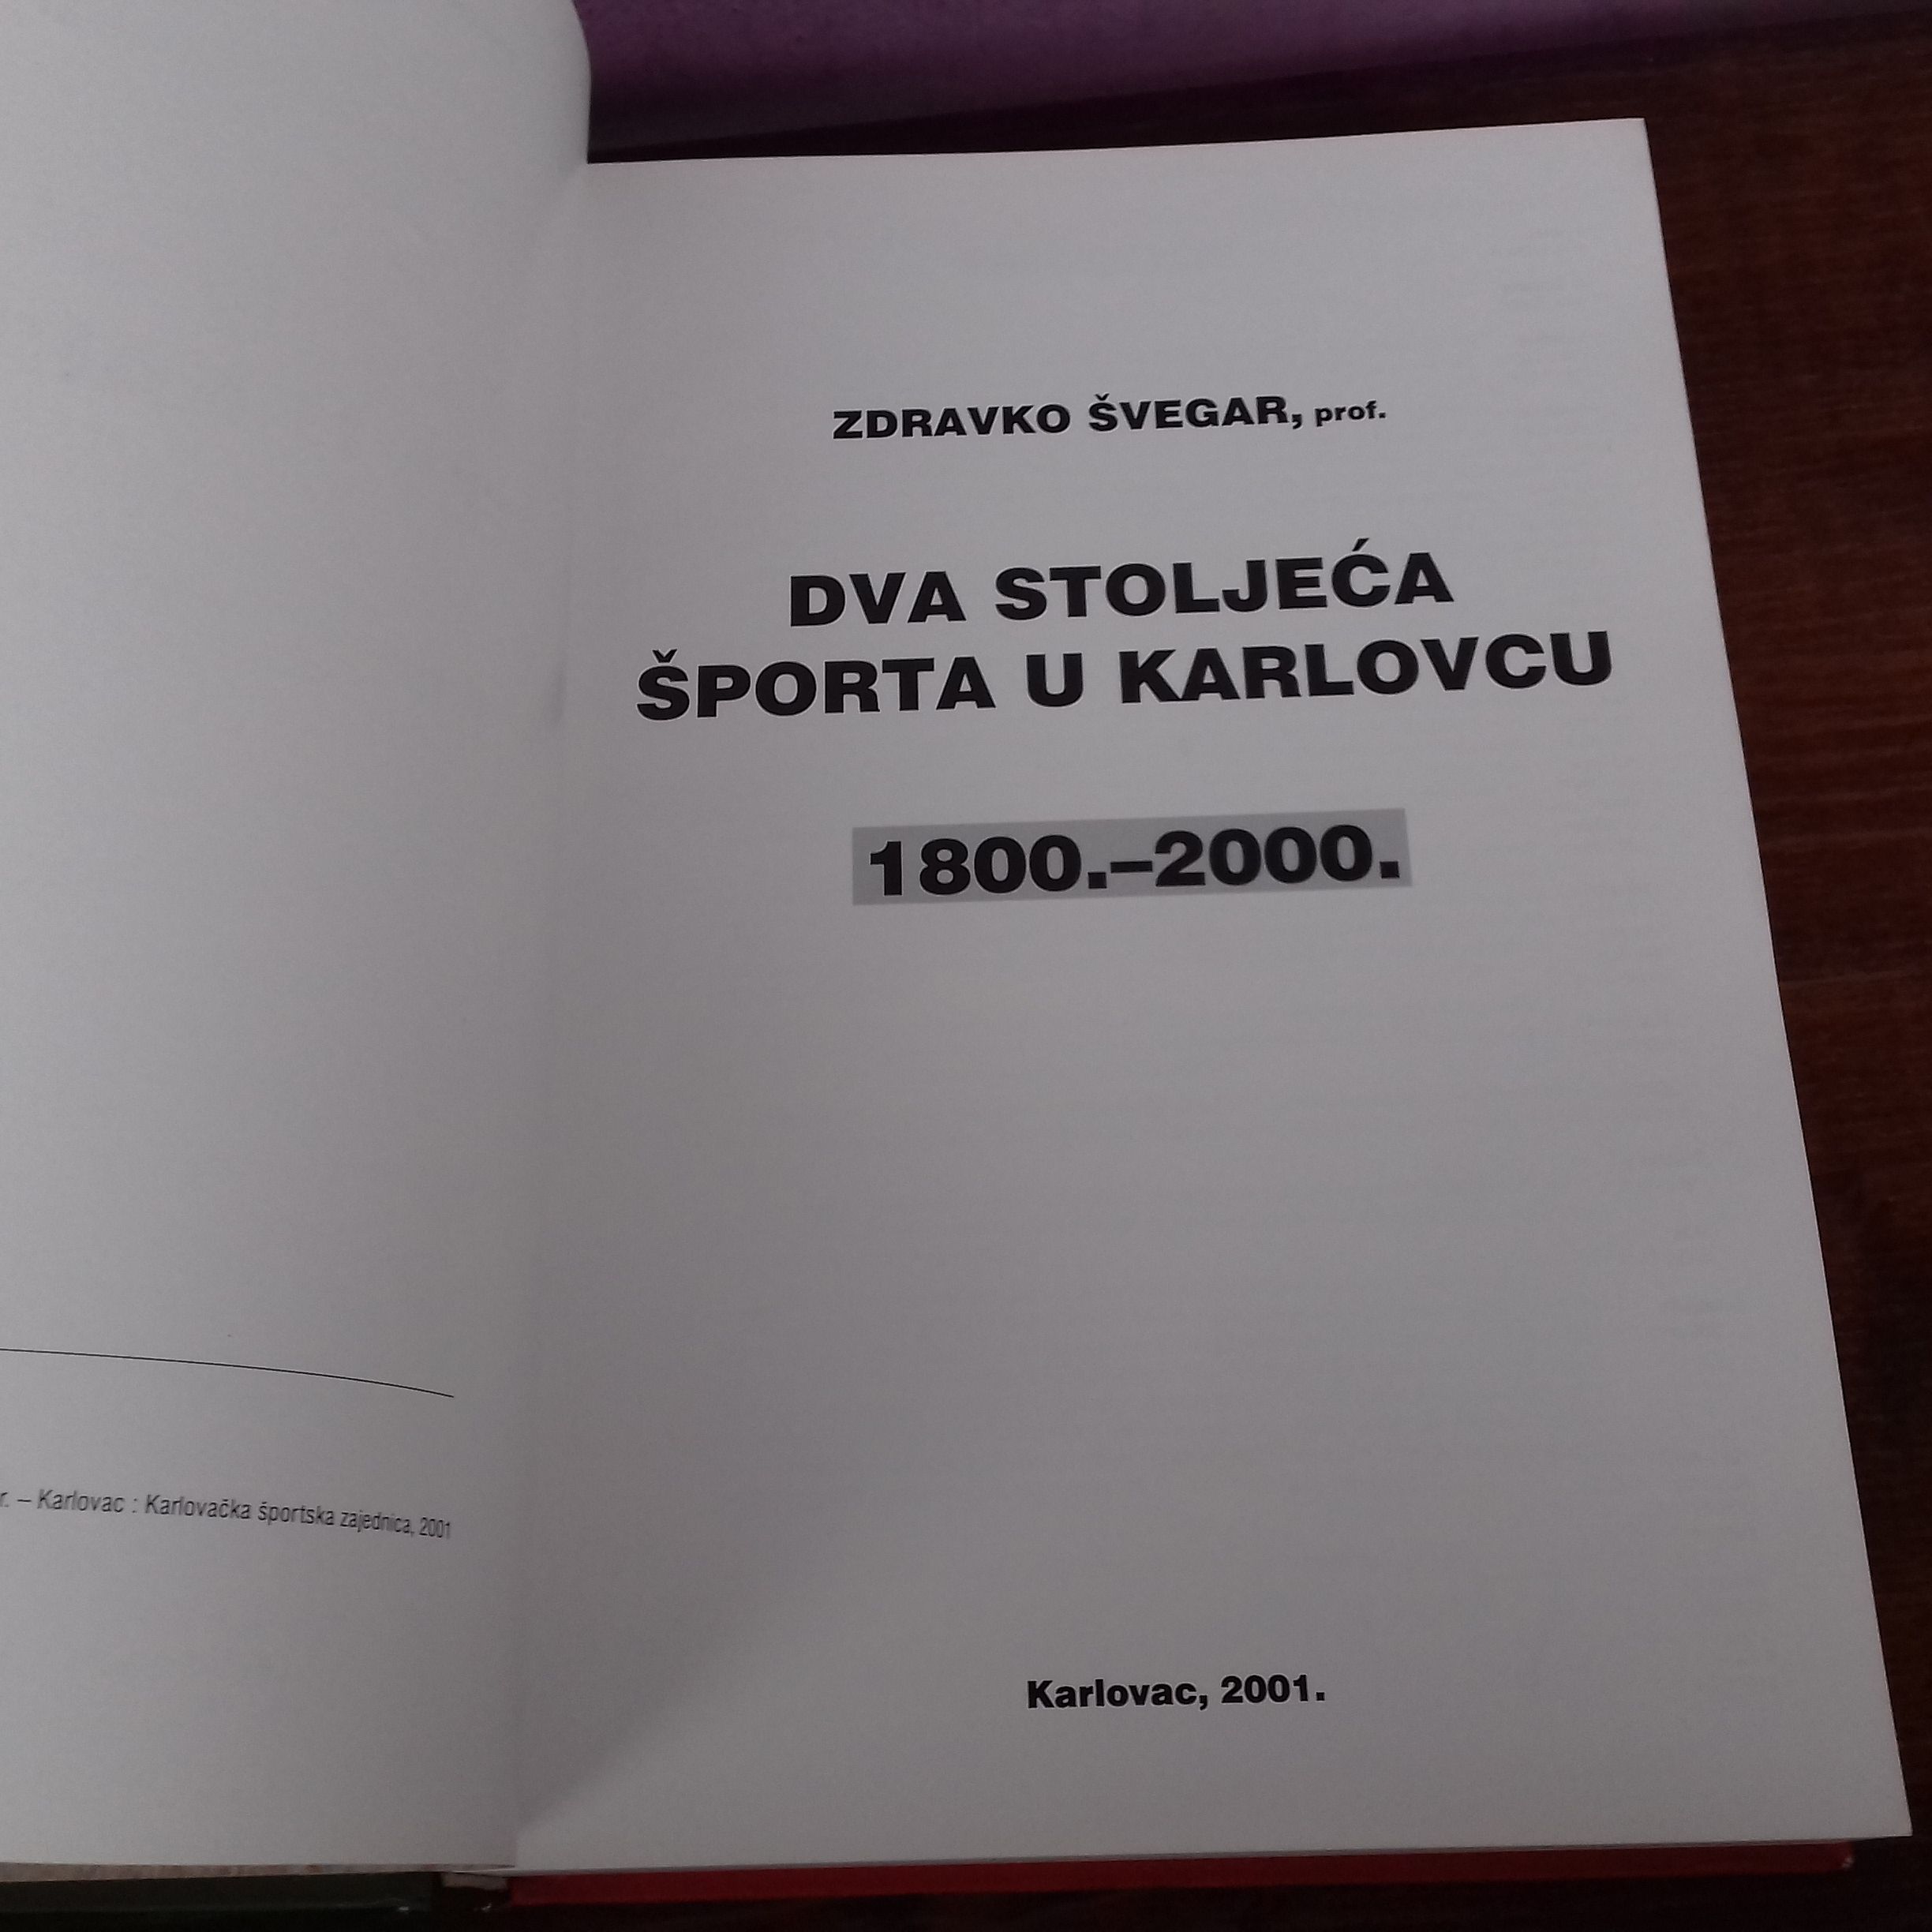 ZDRAVKO ŠVEGAR, prof.
DVA STOLJEĆA
ŠPORTA U KARLOVCU
1800.–2000.
Karlovac, 2001.
– Karlovac : Karlovačka športska zajednica, 2001